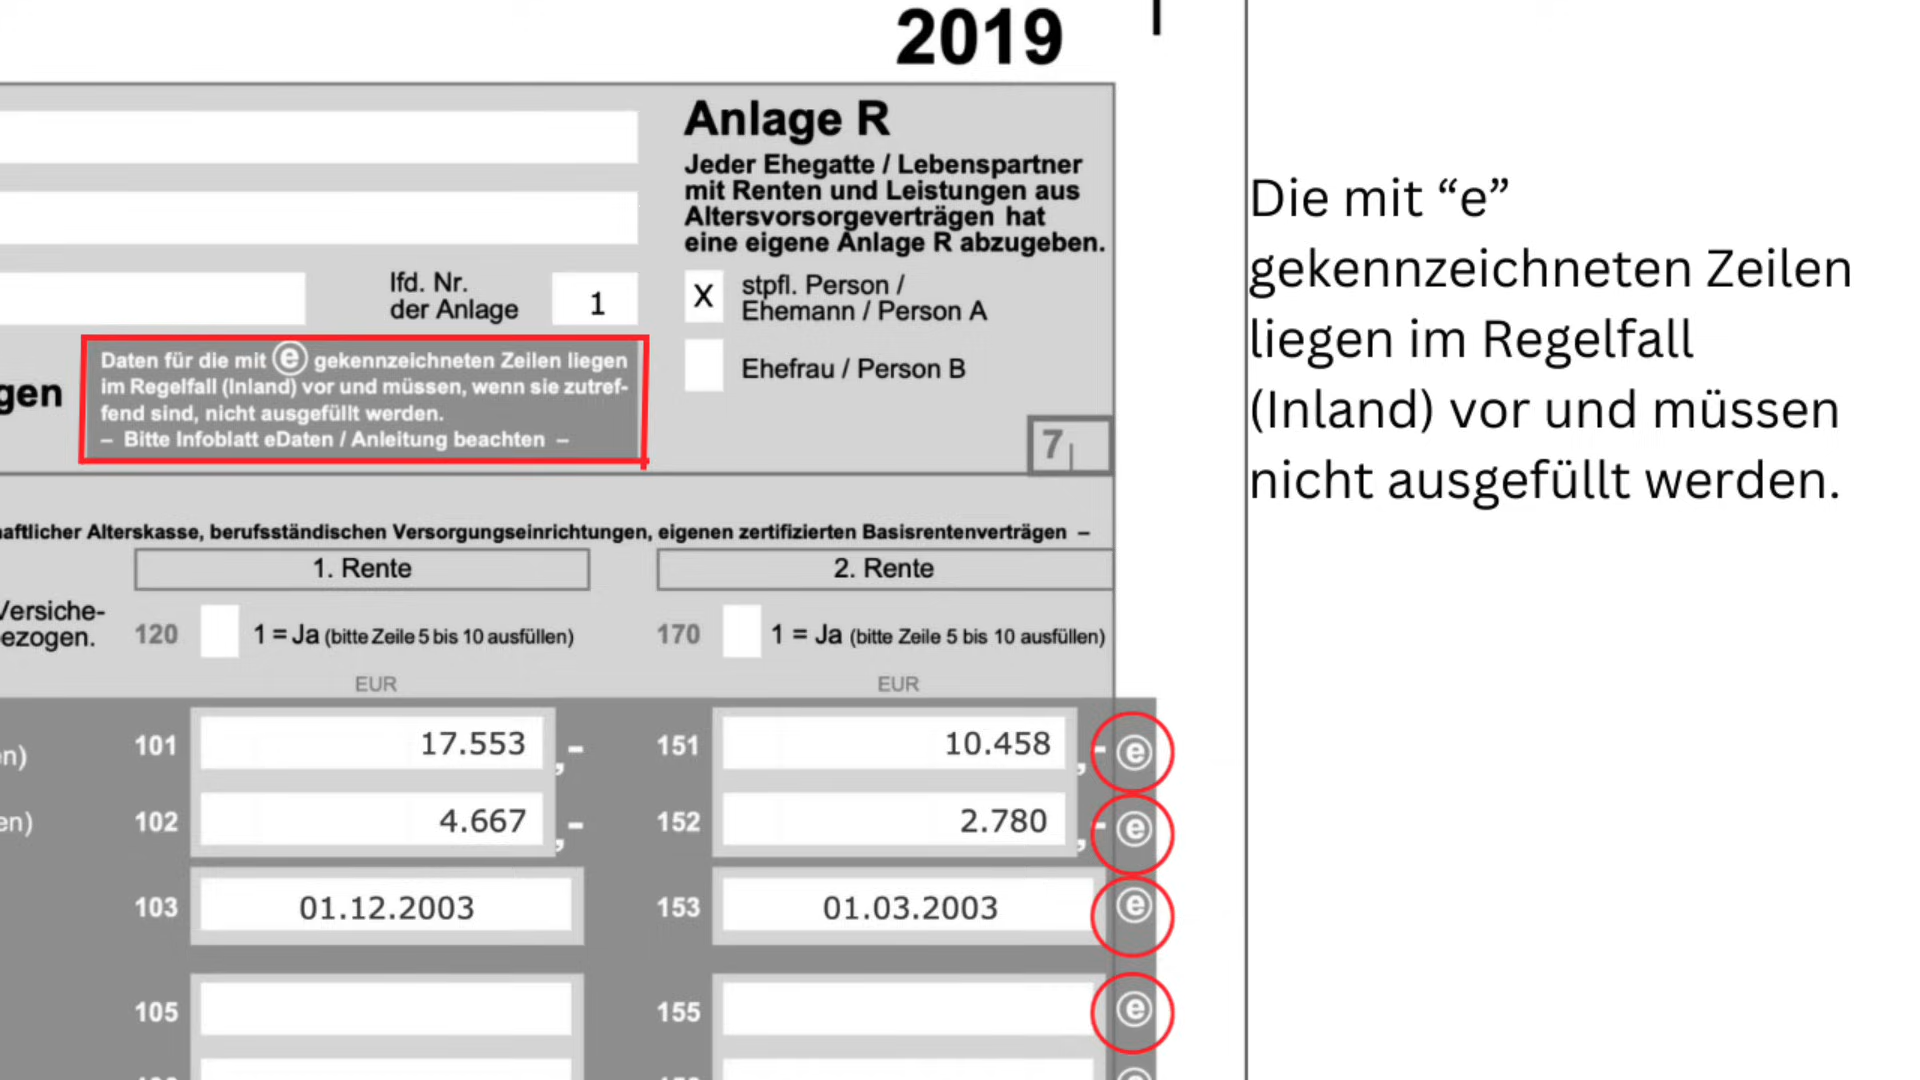 2019
Anlage R
Jeder Ehegatte / Lebenspartner
mit Renten und Leistungen aus
Altersvorsorgeverträgen hat
eine eigene Anlage R abzugeben.
lfd. Nr.
der Anlage
1
X
stpfl. Person /
Ehemann / Person A
Ehefrau / Person B
gen
Daten für die mit e gekennzeichneten Zeilen liegen
im Regelfall (Inland) vor und müssen, wenn sie zutref-
fend sind, nicht ausgefüllt werden.
– Bitte Infoblatt eDaten / Anleitung beachten –
7
aftlicher Alterskasse, berufsständischen Versorgungseinrichtungen, eigenen zertifizierten Basisrentenverträgen –
1. Rente
2. Rente
Versiche-
ezogen.
120
1 = Ja (bitte Zeile 5 bis 10 ausfüllen)
170
1 = Ja (bitte Zeile 5 bis 10 ausfüllen)
EUR
EUR
en)
101
17.553
,-
151
10.458
,-
e
en)
102
4.667
,-
152
2.780
,-
e
103
01.12.2003
153
01.03.2003
e
105
155
e
Die mit “e”
gekennzeichneten Zeilen
liegen im Regelfall
(Inland) vor und müssen
nicht ausgefüllt werden.